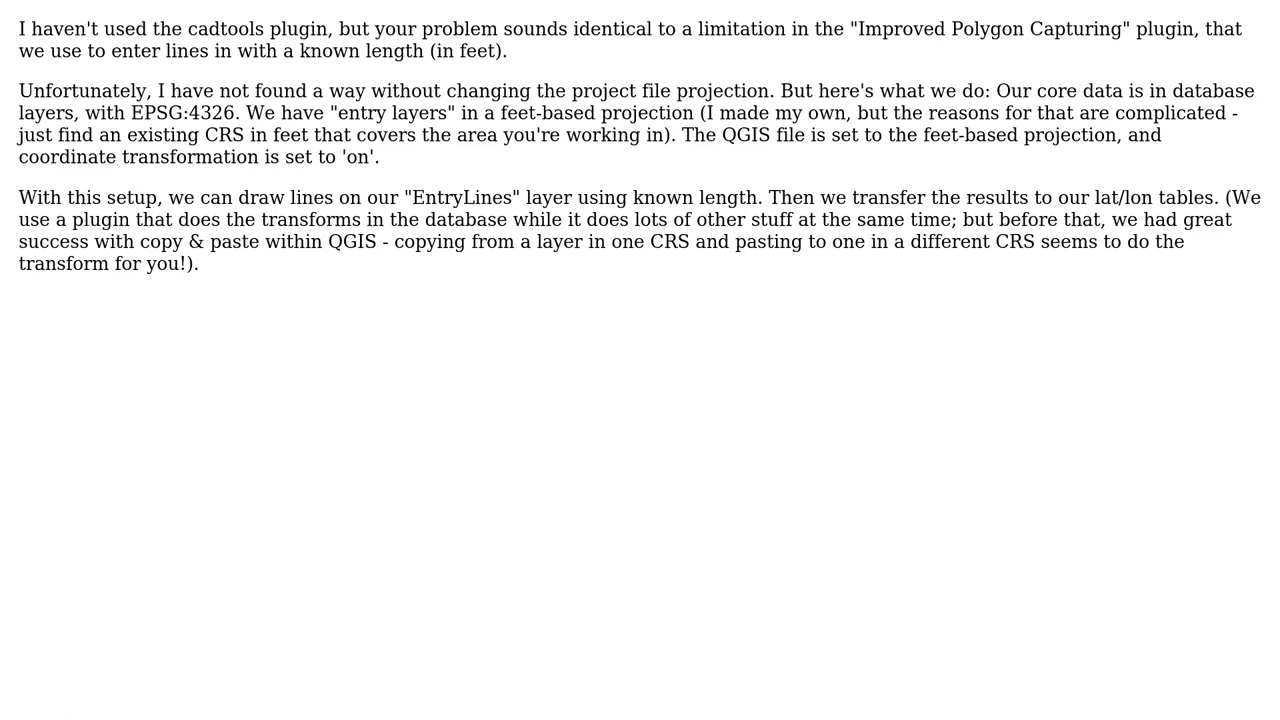 I haven't used the cadtools plugin, but your problem sounds identical to a limitation in the "Improved Polygon Capturing" plugin, that
we use to enter lines in with a known length (in feet).
Unfortunately, I have not found a way without changing the project file projection. But here's what we do: Our core data is in database
layers, with EPSG:4326. We have "entry layers" in a feet-based projection (I made my own, but the reasons for that are complicated -
just find an existing CRS in feet that covers the area you're working in). The QGIS file is set to the feet-based projection, and
coordinate transformation is set to 'on'.
With this setup, we can draw lines on our "EntryLines" layer using known length. Then we transfer the results to our lat/lon tables. (We
use a plugin that does the transforms in the database while it does lots of other stuff at the same time; but before that, we had great
success with copy & paste within QGIS - copying from a layer in one CRS and pasting to one in a different CRS seems to do the
transform for you!).